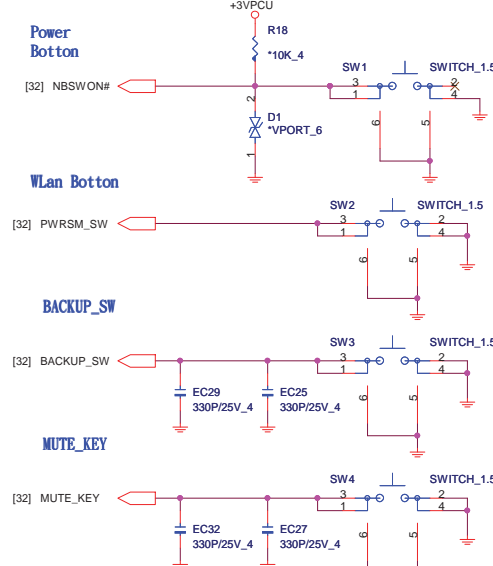 +3VPCU
Power
Botton
R18
*10K_4
[32] NBSWON#
SW1
SWITCH_1.5
3
1
2
4
2
D1
*VPORT_6
1
6
5
WLan Botton
SW2
SWITCH_1.5
[32] PWRSM_SW
3
1
2
4
6
5
BACKUP_SW
SW3
SWITCH_1.5
[32] BACKUP_SW
3
1
2
4
EC29
330P/25V_4
EC25
330P/25V_4
6
5
MUTE_KEY
SW4
SWITCH_1.5
[32] MUTE_KEY
3
1
2
4
EC32
330P/25V_4
EC27
330P/25V_4
6
5